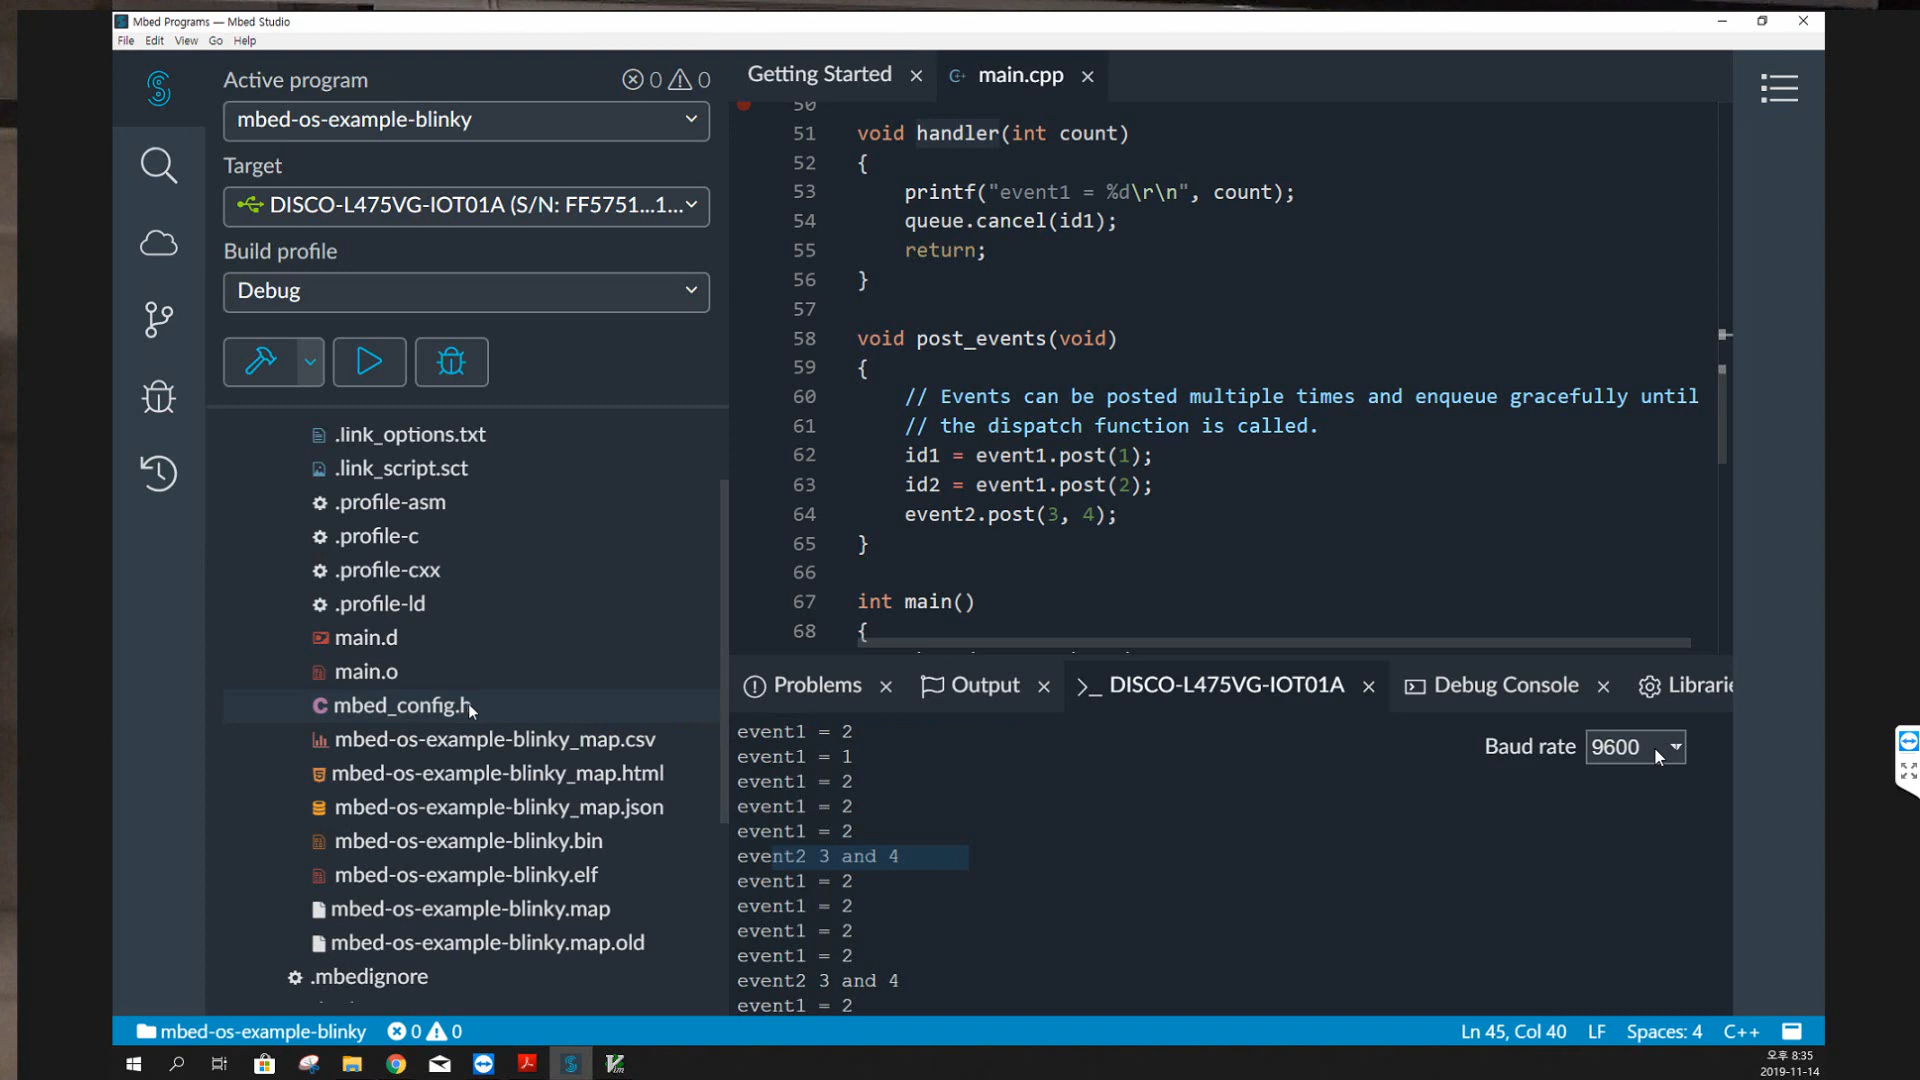 Mbed Programs — Mbed Studio
File Edit View Go Help
Active program
0 0
mbed-os-example-blinky
Target
DISCO-L475VG-IOT01A (S/N: FF5751...1...
Build profile
Debug
.link_options.txt
.link_script.sct
.profile-asm
.profile-c
.profile-cxx
.profile-ld
main.d
main.o
mbed_config.h
mbed-os-example-blinky_map.csv
mbed-os-example-blinky_map.html
mbed-os-example-blinky_map.json
mbed-os-example-blinky.bin
mbed-os-example-blinky.elf
mbed-os-example-blinky.map
mbed-os-example-blinky.map.old
.mbedignore
Getting Started main.cpp
50
51 void handler(int count)
52 {
53 printf("event1 = %d\r\n", count);
54 queue.cancel(id1);
55 return;
56 }
57
58 void post_events(void)
59 {
60 // Events can be posted multiple times and enqueue gracefully until
61 // the dispatch function is called.
62 id1 = event1.post(1);
63 id2 = event1.post(2);
64 event2.post(3, 4);
65 }
66
67 int main()
68 {
Problems Output DISCO-L475VG-IOT01A Debug Console Librarie
Baud rate 9600
event1 = 2
event1 = 1
event1 = 2
event1 = 2
event1 = 2
event2 3 and 4
event1 = 2
event1 = 2
event1 = 2
event1 = 2
event2 3 and 4
event1 = 2
mbed-os-example-blinky 0 0
Ln 45, Col 40 LF Spaces: 4 C++
오후 8:35
2019-11-14